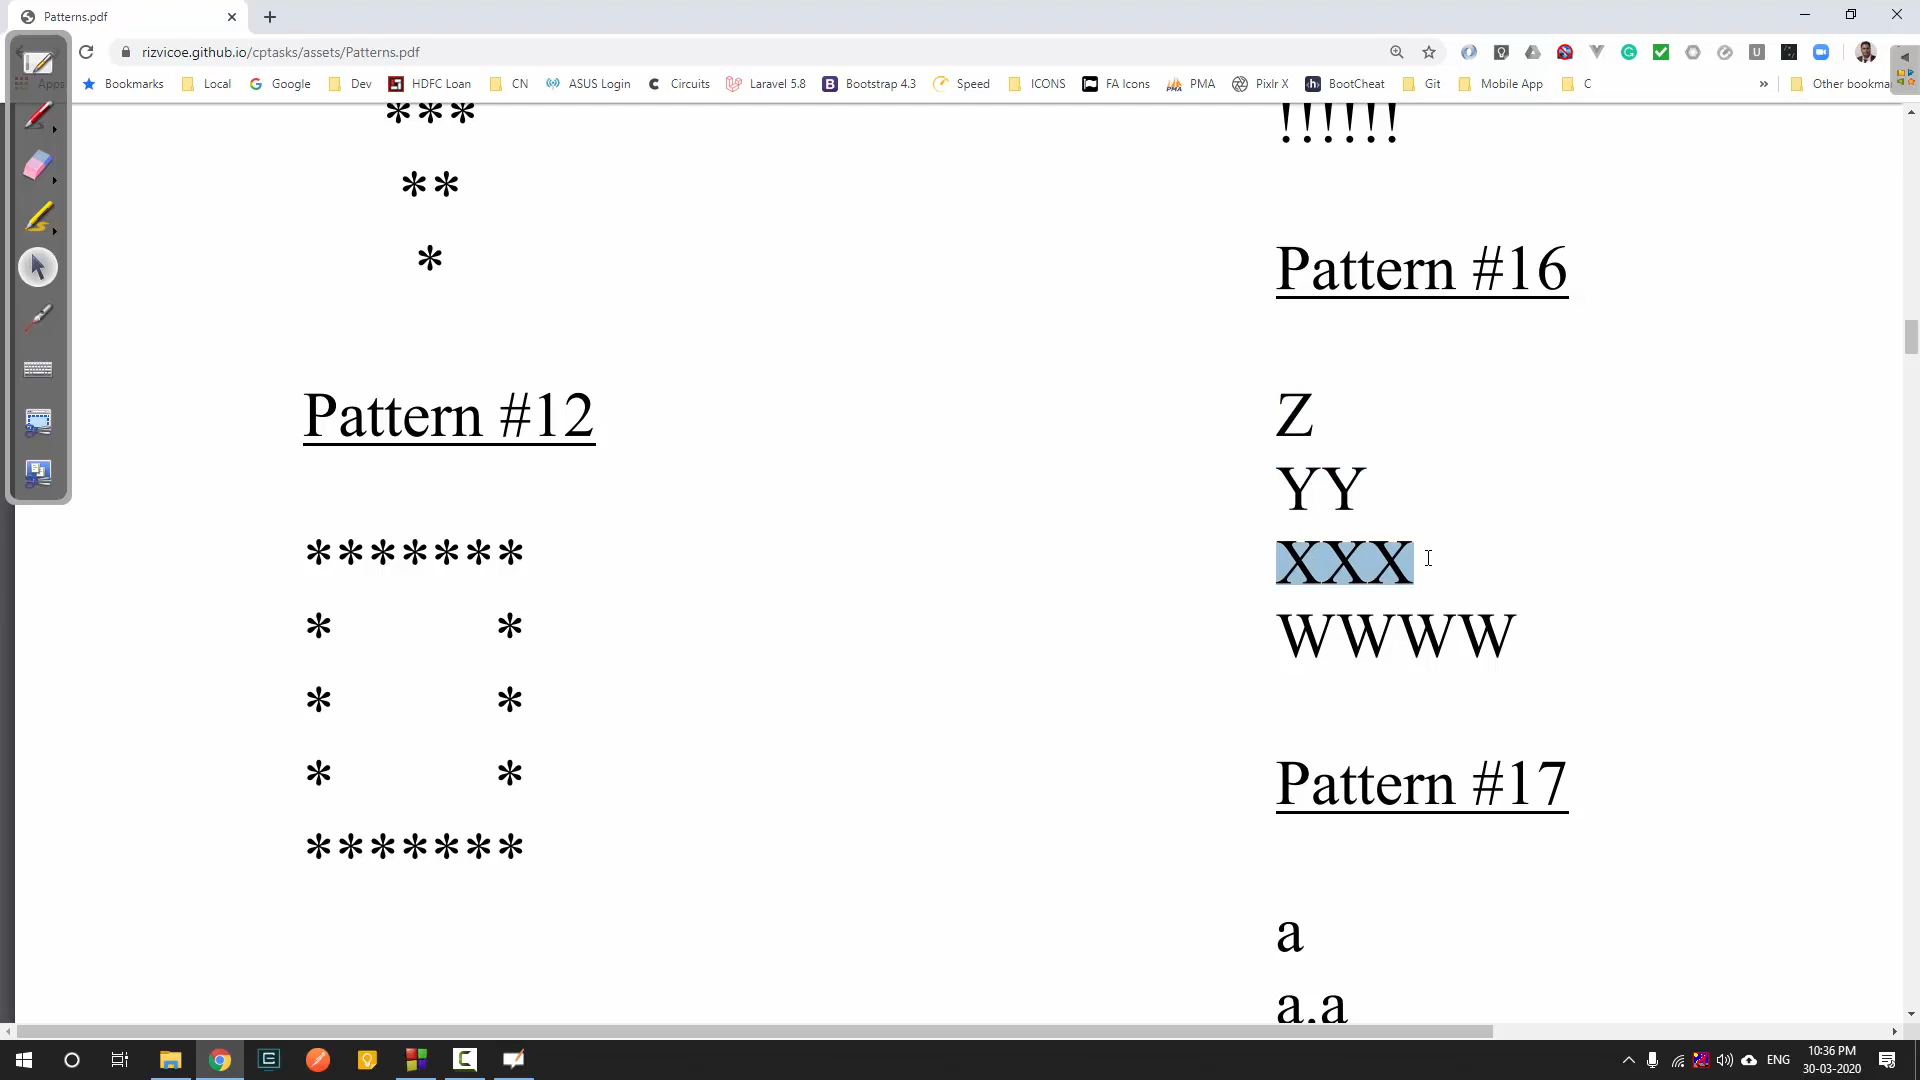 Patterns.pdf
rizvicoe.github.io/cptasks/assets/Patterns.pdf
Apps Bookmarks Local Google Dev HDFC Loan CN ASUS Login Circuits Laravel 5.8 Bootstrap 4.3 Speed ICONS FA Icons PMA Pixlr X BootCheat Git Mobile App C » Other bookma
***
**
*
Pattern #12
*******
* *
* *
* *
*******
!!!!!!
Pattern #16
Z
YY
XXX
WWWW
Pattern #17
a
a,a
ENG
10:36 PM
30-03-2020